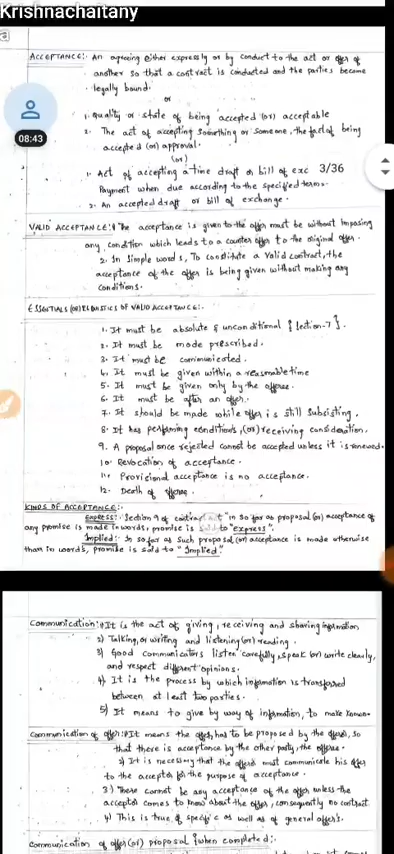 Krishnachaitany
ACCEPTANCE:- An agreeing either expressly or by conduct to the act or offer of
another so that a contract is conducted and the parties become
legally bound.
or
1. Quality or state of being accepted (or) acceptable
2. The act of accepting something or someone, the fact of being
accepted (or) approval.
(or)
1. Act of accepting a time draft or bill of exc
Payment when due according to the specified terms.
2. An accepted draft or bill of exchange.
08:43
3/36
VALID ACCEPTANCE:- The acceptance is given to the offer must be without imposing
any condition which leads to a counter offer to the original offer.
2. In simple words, To constitute a valid contract, the
acceptance of the offer is being given without making any
conditions.
ESSENTIALS (or) OF VALID ACCEPTANCE:-
1. It must be absolute & unconditional [section-7].
2. It must be mode prescribed.
3. It must be communicated.
4. It must be given within a reasonable time
5. It must be given only by the offeree.
6. It must be after an offer.
7. It should be made while offer is still subsisting.
8. It has performing conditions, (or) receiving consideration.
9. A proposal once rejected cannot be accepted unless it is renewed.
10. Revocation of acceptance.
11. Provisional acceptance is no acceptance.
12. Death of offeree.
KINDS OF ACCEPTANCE:-
Express:- Section 9 of contract act "in so far as proposal (or) acceptance of
any promise is made in words, promise is said to "express".
Implied:- In so far as such proposal (or) acceptance is made otherwise
than in words, promise is said to "Implied".
Communication:- It is the act of giving, receiving and sharing information
2) Talking, or writing and listening (or) reading.
3) Good communicators listen carefully, speak (or) write clearly,
and respect different opinions.
4) It is the process by which information is transferred
between at least two parties.
5) It means to give by way of information, to make known.
Communication of offer:- It means the offer has to be proposed by the so
that there is acceptance by the other party, the offeree.
2) It is necessary that the must communicate his offer
to the for the purpose of acceptance.
3) There cannot be any acceptance of the offer unless the
comes to know about the offer, consequently no contract
4) This is true of specific as well as of general offer's.
Communication of offer (or) proposal when completed:-